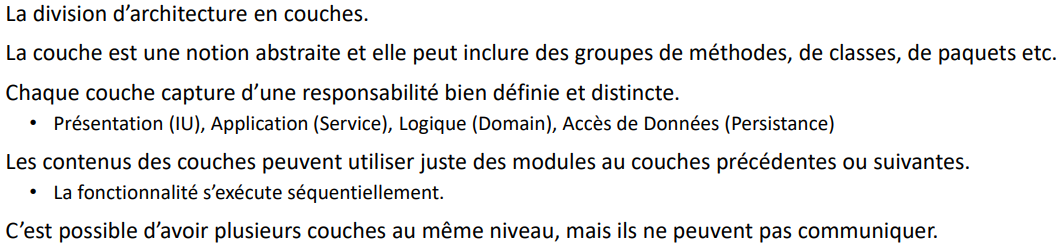 La division d’architecture en couches.
La couche est une notion abstraite et elle peut inclure des groupes de méthodes, de classes, de paquets etc.
Chaque couche capture d’une responsabilité bien définie et distincte.
• Présentation (IU), Application (Service), Logique (Domain), Accès de Données (Persistance)
Les contenus des couches peuvent utiliser juste des modules au couches précédentes ou suivantes.
• La fonctionnalité s’exécute séquentiellement.
C’est possible d’avoir plusieurs couches au même niveau, mais ils ne peuvent pas communiquer.